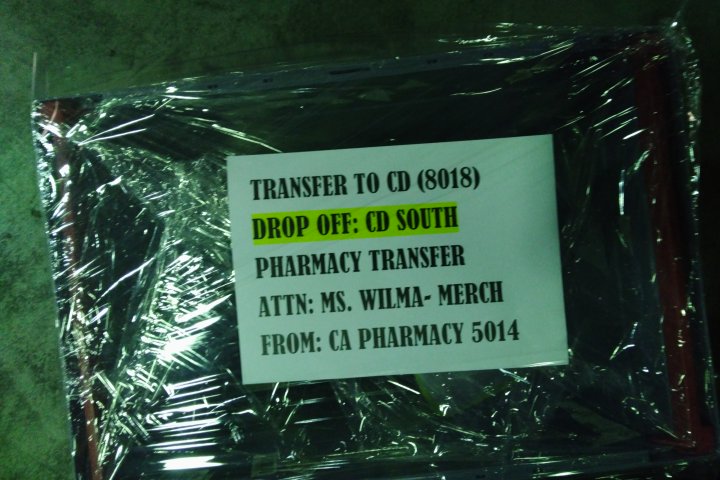 TRANSFER TO CD (8018)
DROP OFF: CD SOUTH
PHARMACY TRANSFER
ATTN: MS. WILMA- MERCH
FROM: CA PHARMACY 5014